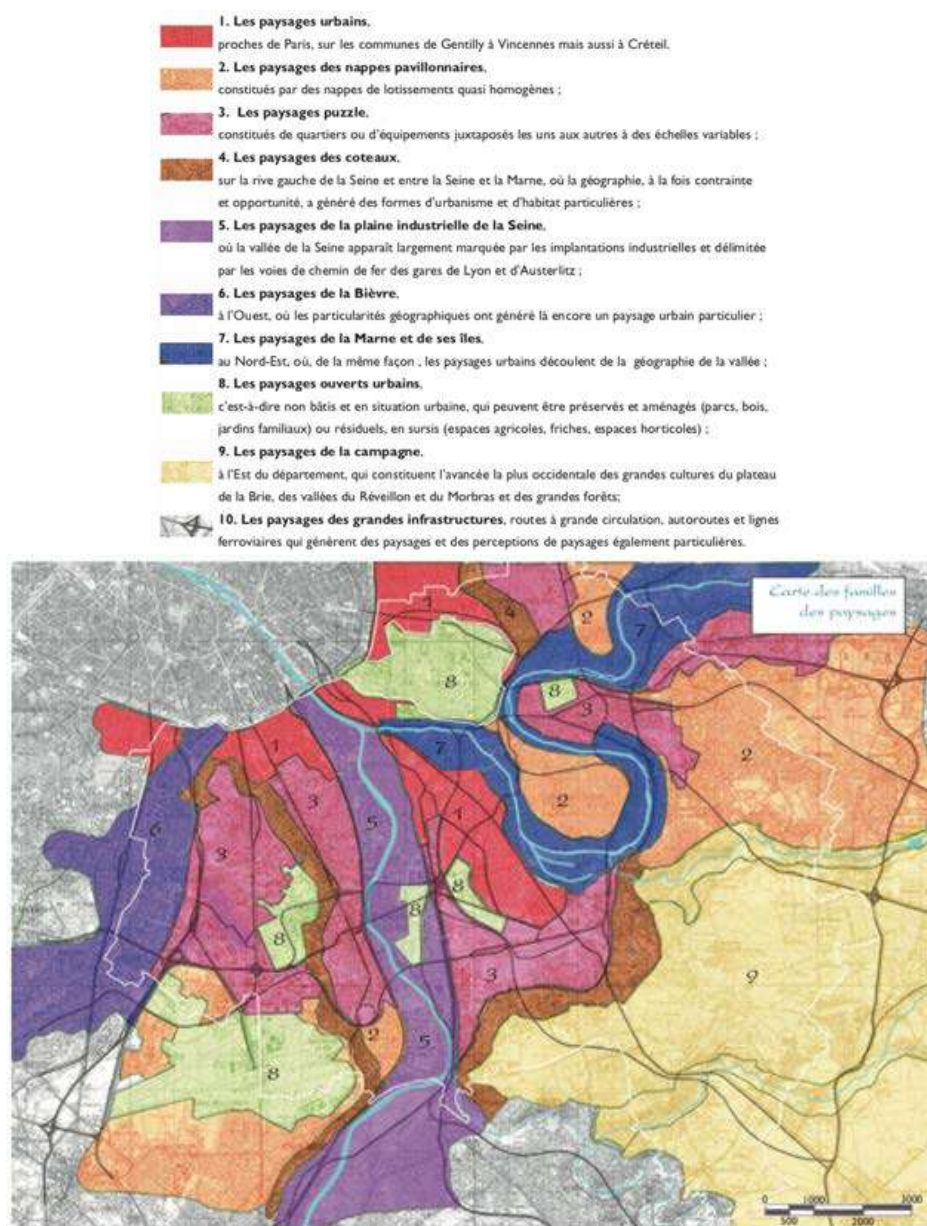 1. Les paysages urbains,
proches de Paris, sur les communes de Gentilly à Vincennes mais aussi à Créteil.
2. Les paysages des nappes pavillonnaires,
constitués par des nappes de lotissements quasi homogènes ;
3. Les paysages puzzle,
constitués de quartiers ou d'équipements juxtaposés les uns aux autres à des échelles variables ;
4. Les paysages des coteaux,
sur la rive gauche de la Seine et entre la Seine et la Marne, où la géographie, à la fois contrainte
et opportunité, a généré des formes d'urbanisme et d'habitat particulières ;
5. Les paysages de la plaine industrielle de la Seine,
où la vallée de la Seine apparaît largement marquée par les implantations industrielles et délimitée
par les voies de chemin de fer des gares de Lyon et d'Austerlitz ;
6. Les paysages de la Bièvre,
à l'Ouest, où les particularités géographiques ont généré là encore un paysage urbain particulier ;
7. Les paysages de la Marne et de ses îles,
au Nord-Est, où, de la même façon , les paysages urbains découlent de la géographie de la vallée ;
8. Les paysages ouverts urbains,
c'est-à-dire non bâtis et en situation urbaine, qui peuvent être préservés et aménagés (parcs, bois,
jardins familiaux) ou résiduels, en sursis (espaces agricoles, friches, espaces horticoles) ;
9. Les paysages de la campagne,
à l'Est du département, qui constituent l'avancée la plus occidentale des grandes cultures du plateau
de la Brie, des vallées du Réveillon et du Morbras et des grandes forêts;
10. Les paysages des grandes infrastructures, routes à grande circulation, autoroutes et lignes
ferroviaires qui génèrent des paysages et des perceptions de paysages également particulières.
Carte des familles
des paysages
1
4
2
7
8
8
3
2
1
7
3
5
2
1
6
3
8
8
8
3
9
2
5
8
0 1000 3000
500 2000